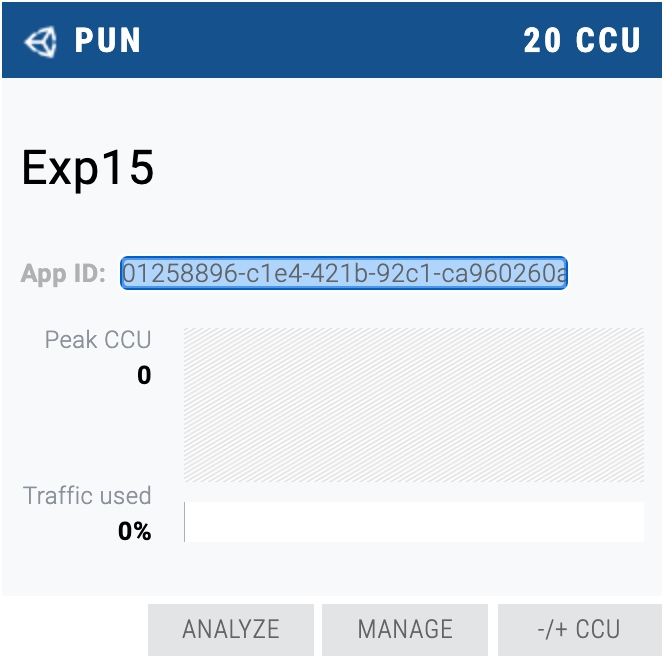 PUN 20 CCU
Exp15
App ID: 01258896-c1e4-421b-92c1-ca960260a
Peak CCU
0
Traffic used
0%
ANALYZE MANAGE -/+ CCU